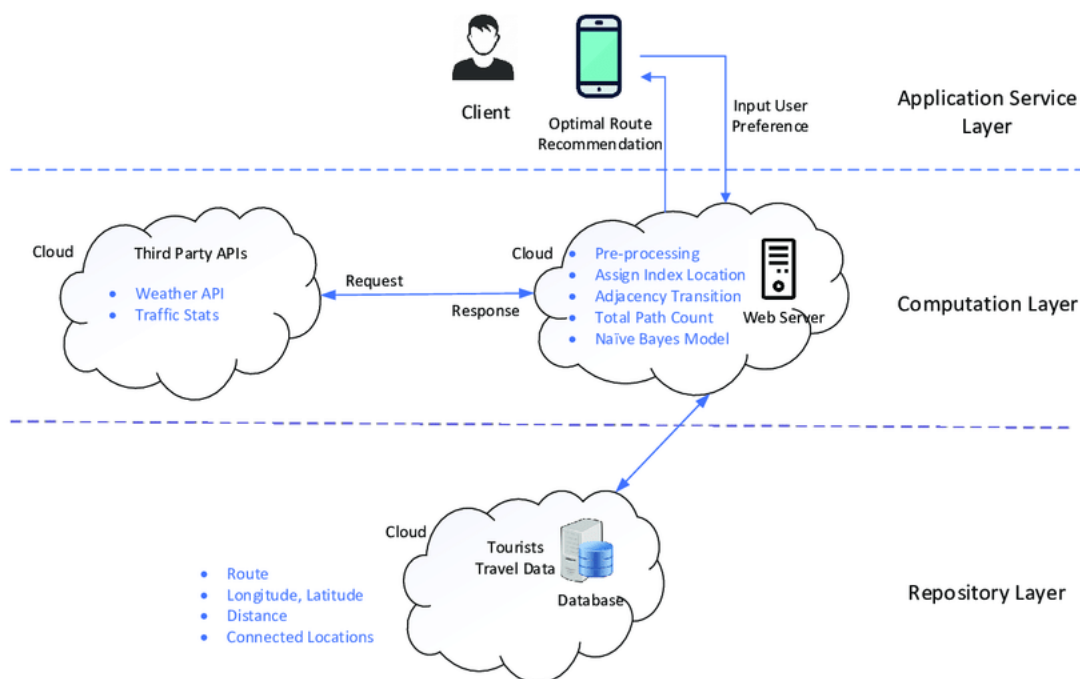 Client
Optimal Route
Recommendation
Input User
Preference
Application Service
Layer
Cloud
Third Party APIs
• Weather API
• Traffic Stats
Request
Response
Cloud
• Pre-processing
• Assign Index Location
• Adjacency Transition
• Total Path Count
• Naïve Bayes Model
Web Server
Computation Layer
Cloud
Tourists
Travel Data
Database
• Route
• Longitude, Latitude
• Distance
• Connected Locations
Repository Layer